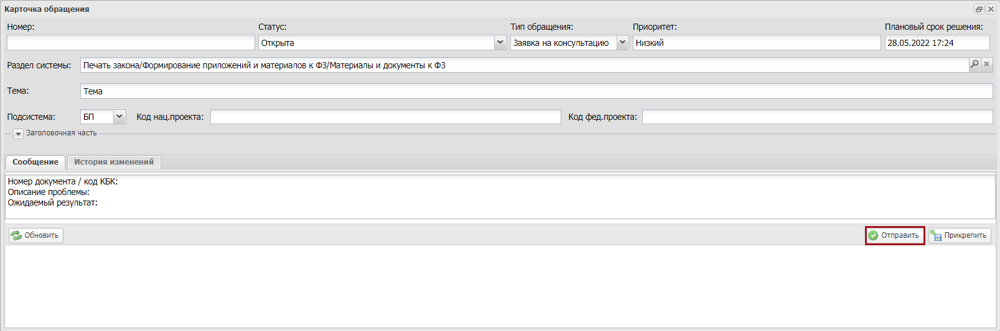 Карточка обращения
Номер: Статус: Тип обращения: Приоритет: Плановый срок решения:
Открыта Заявка на консультацию Низкий 28.05.2022 17:24
Раздел системы: Печать закона/Формирование приложений и материалов к ФЗ/Материалы и документы к ФЗ
Тема: Тема
Подсистема: БП Код нац.проекта: Код фед.проекта:
Заголовочная часть
Сообщение История изменений
Номер документа / код КБК:
Описание проблемы:
Ожидаемый результат:
Обновить Отправить Прикрепить